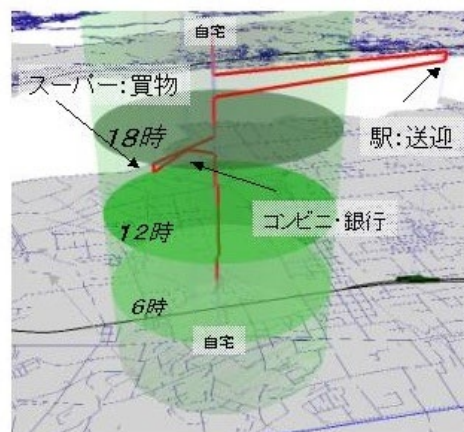 自宅
スーパー：買物
18時
駅：送迎
コンビニ・銀行
12時
6時
自宅